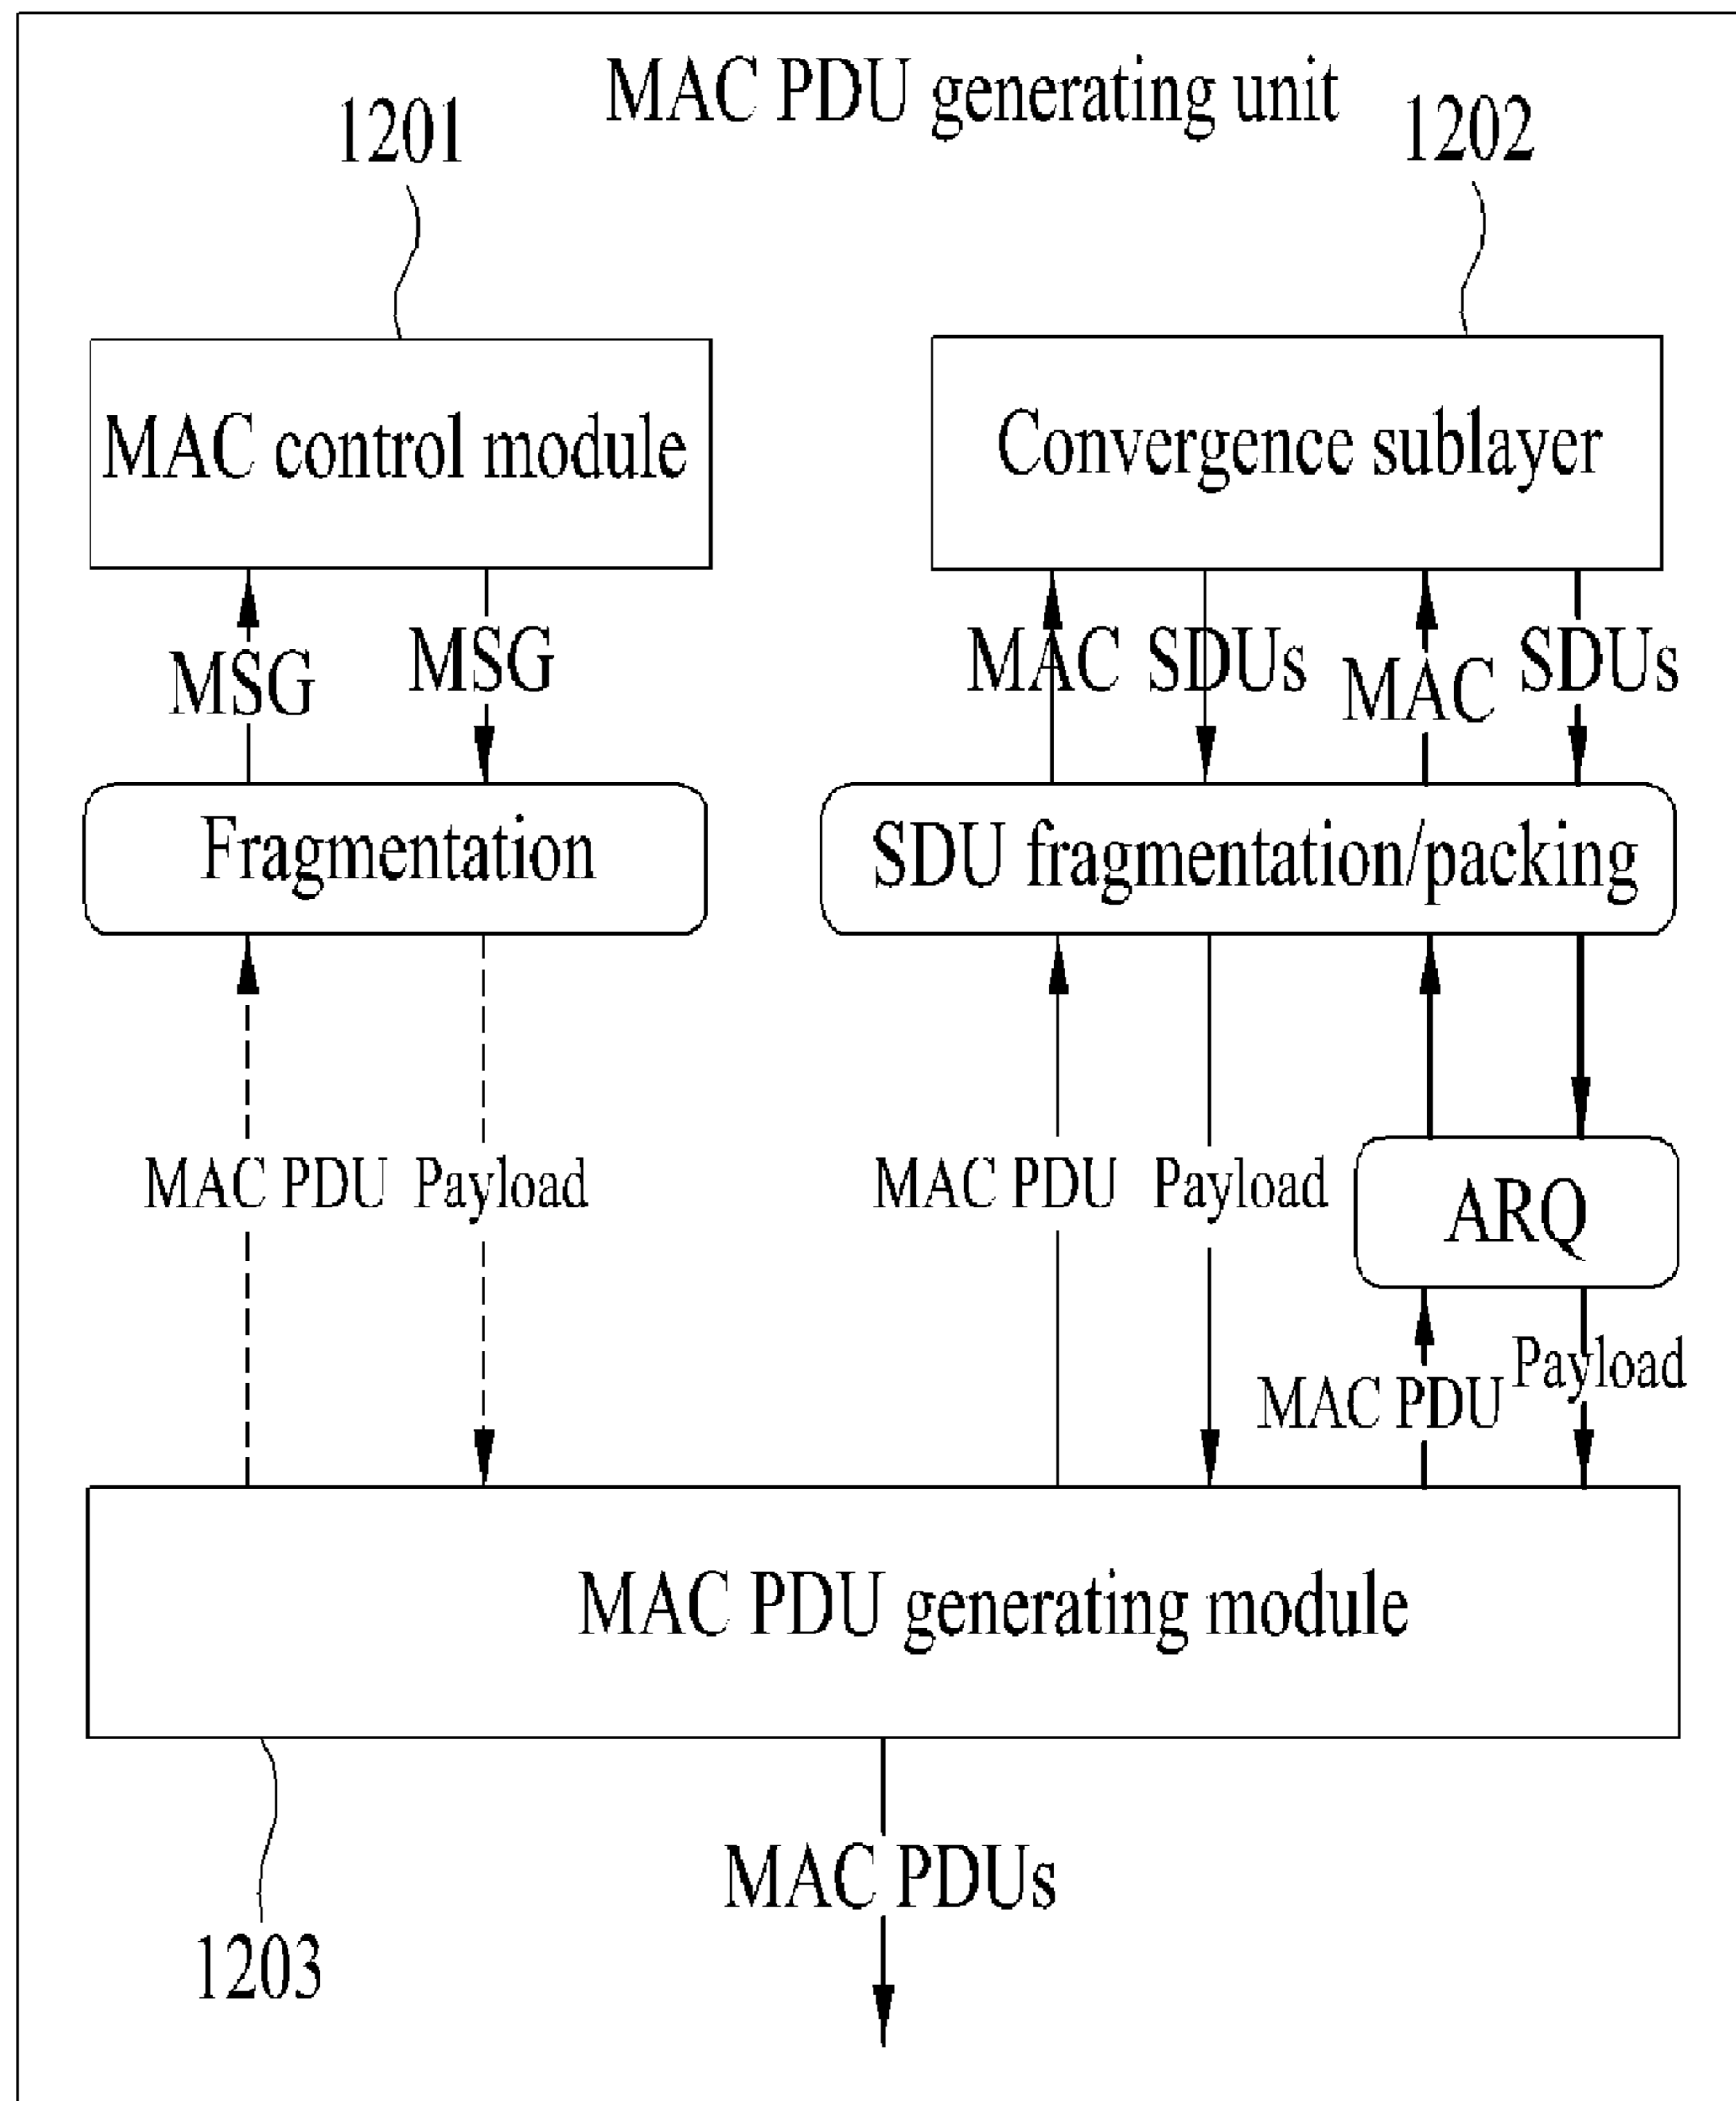 MAC PDU generating unit
1201
1202
MAC control module
Convergence sublayer
MSG
MSG
MAC SDUs
MAC
SDUs
Fragmentation
SDU fragmentation/packing
MAC PDU Payload
MAC PDU Payload
ARQ
MAC PDU
Payload
MAC PDU generating module
MAC PDUs
1203